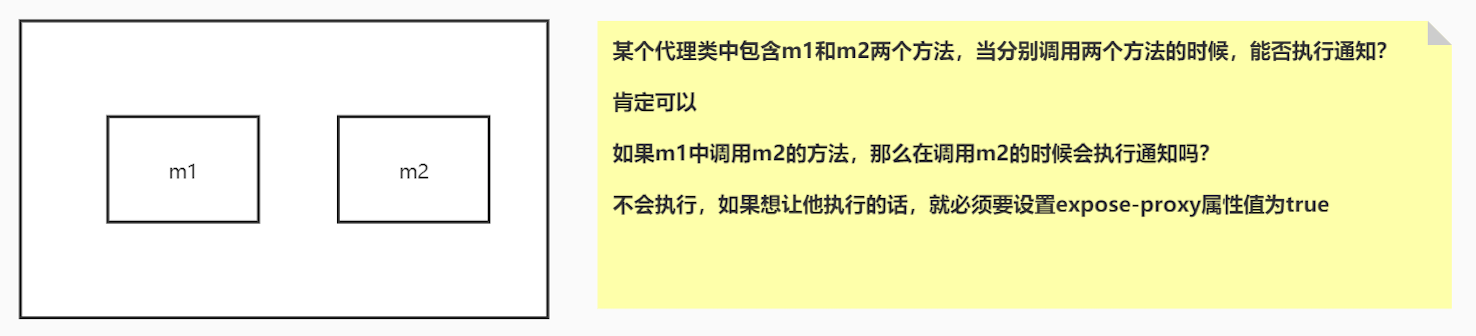 m1
m2
某个代理类中包含m1和m2两个方法，当分别调用两个方法的时候，能否执行通知？
肯定可以
如果m1中调用m2的方法，那么在调用m2的时候会执行通知吗？
不会执行，如果想让他执行的话，就必须要设置expose-proxy属性值为true